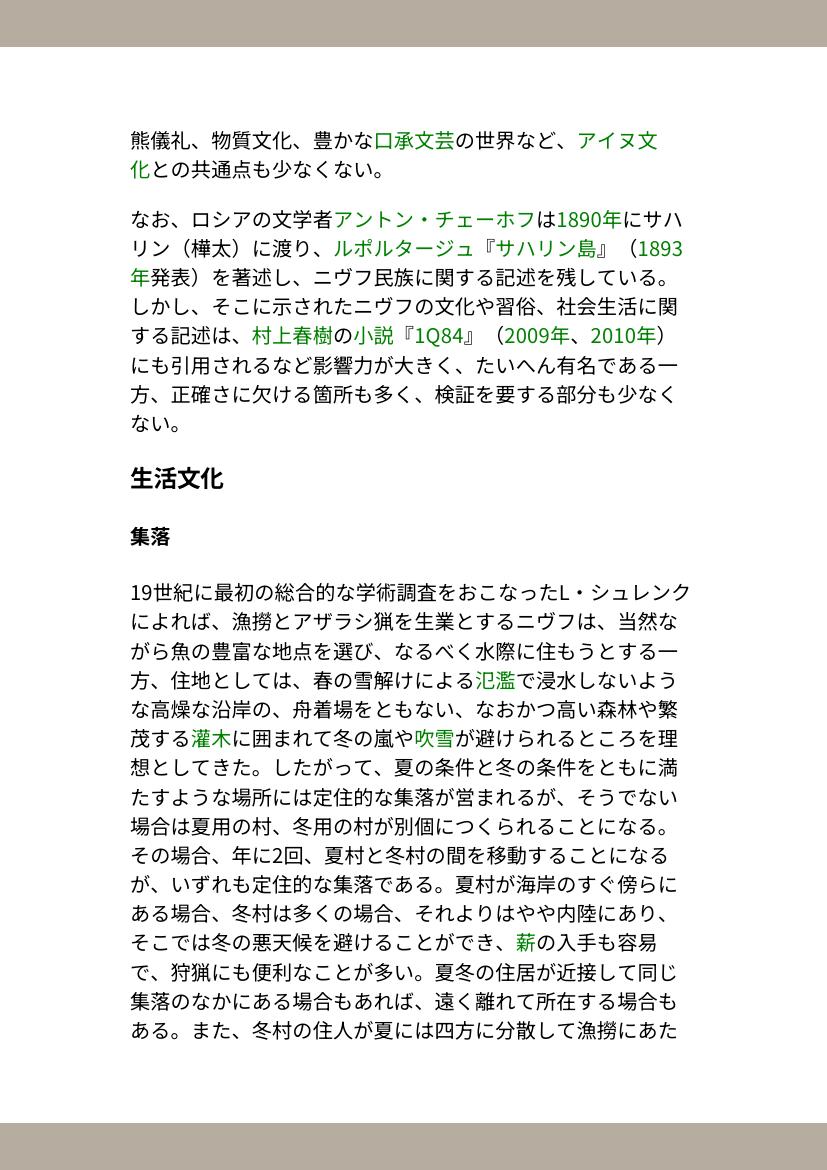 熊儀礼、物質文化、豊かな口承文芸の世界など、アイヌ文
化との共通点も少なくない。
なお、ロシアの文学者アントン・チェーホフは1890年にサハ
リン（樺太）に渡り、ルポルタージュ『サハリン島』（1893
年発表）を著述し、ニヴフ民族に関する記述を残している。
しかし、そこに示されたニヴフの文化や習俗、社会生活に関
する記述は、村上春樹の小説『1Q84』（2009年、2010年）
にも引用されるなど影響力が大きく、たいへん有名である一
方、正確さに欠ける箇所も多く、検証を要する部分も少なく
ない。
生活文化
集落
19世紀に最初の総合的な学術調査をおこなったL・シュレンク
によれば、漁撈とアザラシ猟を生業とするニヴフは、当然な
がら魚の豊富な地点を選び、なるべく水際に住もうとする一
方、住地としては、春の雪解けによる氾濫で浸水しないよう
な高燥な沿岸の、舟着場をともない、なおかつ高い森林や繁
茂する灌木に囲まれて冬の嵐や吹雪が避けられるところを理
想としてきた。したがって、夏の条件と冬の条件をともに満
たすような場所には定住的な集落が営まれるが、そうでない
場合は夏用の村、冬用の村が別個につくられることになる。
その場合、年に2回、夏村と冬村の間を移動することになる
が、いずれも定住的な集落である。夏村が海岸のすぐ傍らに
ある場合、冬村は多くの場合、それよりはやや内陸にあり、
そこでは冬の悪天候を避けることができ、薪の入手も容易
で、狩猟にも便利なことが多い。夏冬の住居が近接して同じ
集落のなかにある場合もあれば、遠く離れて所在する場合も
ある。また、冬村の住人が夏には四方に分散して漁撈にあた